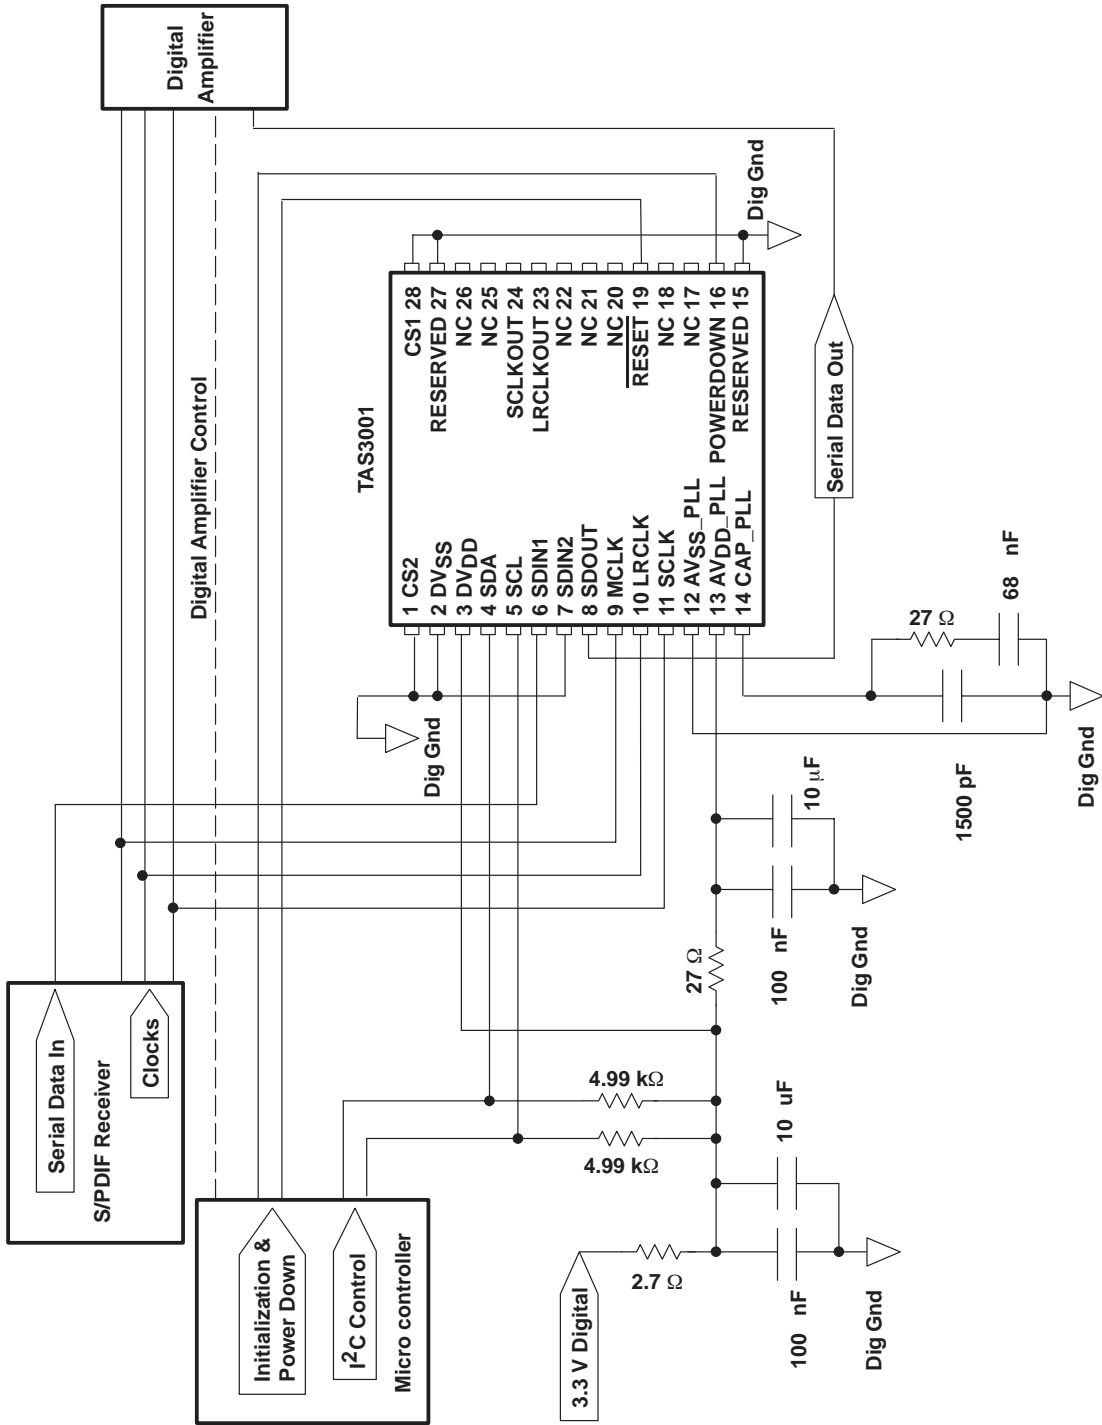 Digital
Amplifier
Digital Amplifier Control
TAS3001
1 CS2
2 DVSS
3 DVDD
4 SDA
5 SCL
6 SDIN1
7 SDIN2
8 SDOUT
9 MCLK
10 LRCLK
11 SCLK
12 AVSS_PLL
13 AVDD_PLL
14 CAP_PLL
CS1 28
RESERVED 27
NC 26
NC 25
SCLKOUT 24
LRCLKOUT 23
NC 22
NC 21
NC 20
RESET 19
NC 18
NC 17
POWERDOWN 16
RESERVED 15
Dig Gnd
Serial Data Out
Dig Gnd
27 Ω
68 nF
1500 pF
Dig Gnd
10 μF
100 nF
Dig Gnd
27 Ω
Serial Data In
S/PDIF Receiver
Clocks
4.99 kΩ
4.99 kΩ
Initialization &
Power Down
I²C Control
Micro controller
3.3 V Digital
2.7 Ω
10 uF
100 nF
Dig Gnd